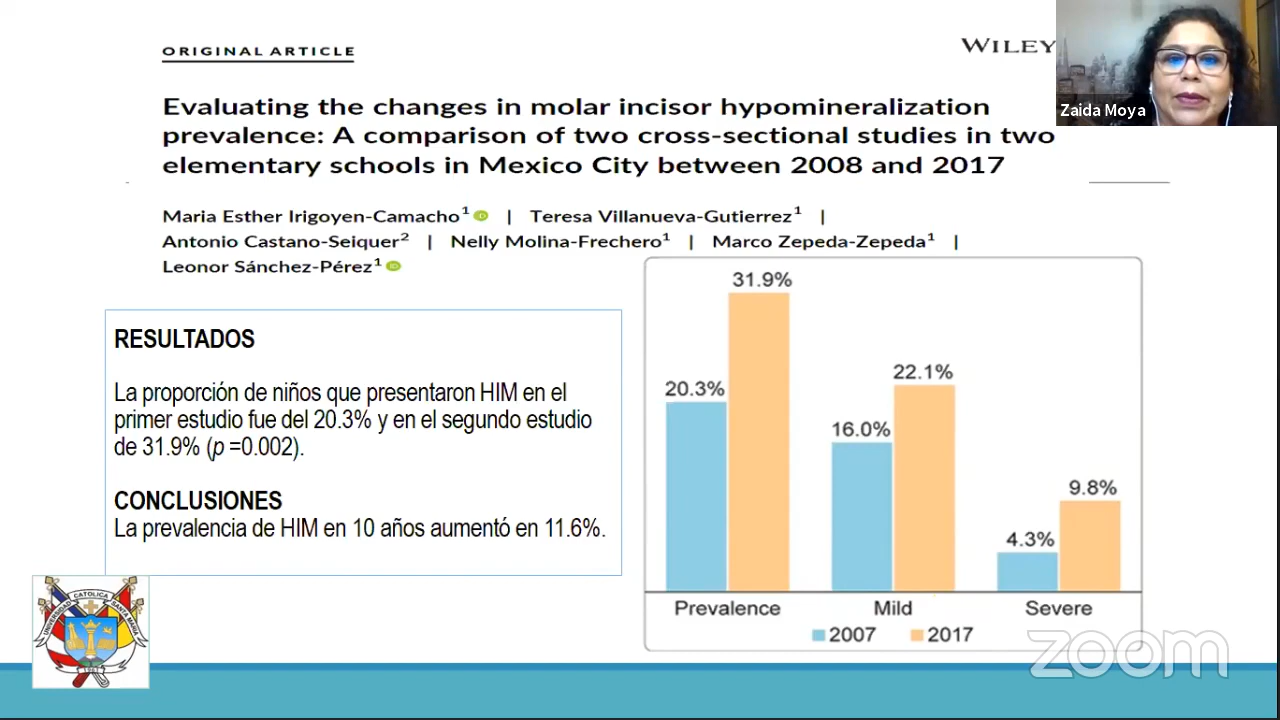 ORIGINAL ARTICLE
WILEY
Zaida Moya
Evaluating the changes in molar incisor hypomineralization
prevalence: A comparison of two cross-sectional studies in two
elementary schools in Mexico City between 2008 and 2017
Maria Esther Irigoyen-Camacho¹ | Teresa Villanueva-Gutierrez¹ |
Antonio Castano-Seiquer² | Nelly Molina-Frechero¹ | Marco Zepeda-Zepeda¹ |
Leonor Sánchez-Pérez¹
RESULTADOS
La proporción de niños que presentaron HIM en el
primer estudio fue del 20.3% y en el segundo estudio
de 31.9% (p =0.002).
CONCLUSIONES
La prevalencia de HIM en 10 años aumentó en 11.6%.
31.9%
20.3%
22.1%
16.0%
9.8%
4.3%
Prevalence Mild Severe
2007 2017
UNIVERSIDAD CATOLICA SANTA MARIA
1961
zoom